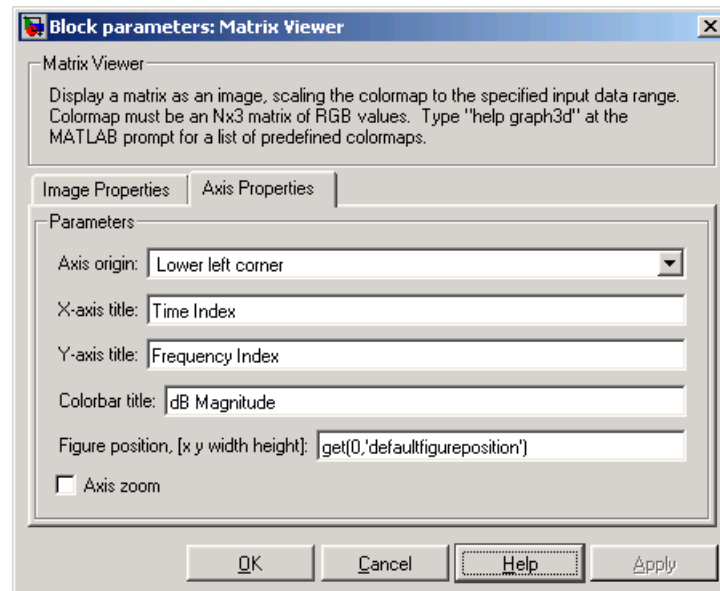 Block parameters: Matrix Viewer
Matrix Viewer
Display a matrix as an image, scaling the colormap to the specified input data range.
Colormap must be an Nx3 matrix of RGB values.  Type "help graph3d" at the
MATLAB prompt for a list of predefined colormaps.
Image Properties Axis Properties
Parameters
Axis origin: Lower left corner
X-axis title: Time Index
Y-axis title: Frequency Index
Colorbar title: dB Magnitude
Figure position, [x y width height]: get(0,'defaultfigureposition')
Axis zoom
OK Cancel Help Apply